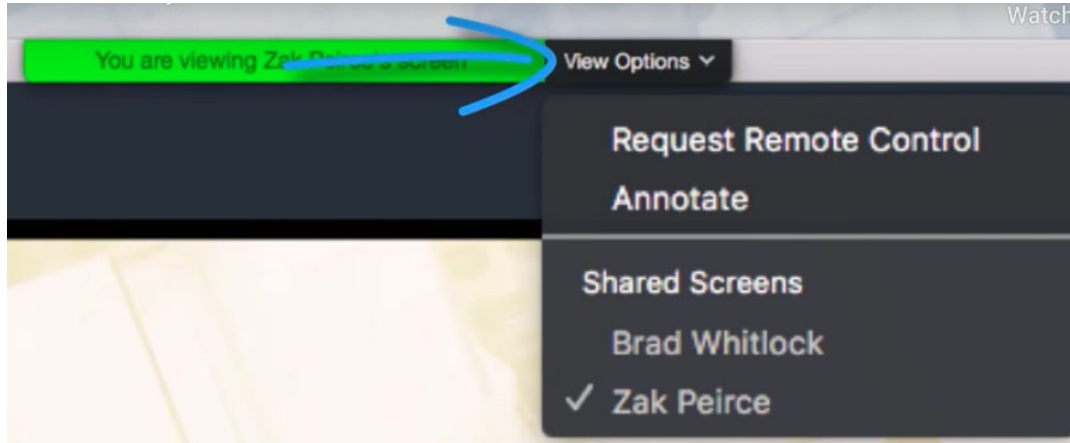 Watch
You are viewing Zak Peirce's screen
View Options
Request Remote Control
Annotate
Shared Screens
Brad Whitlock
Zak Peirce